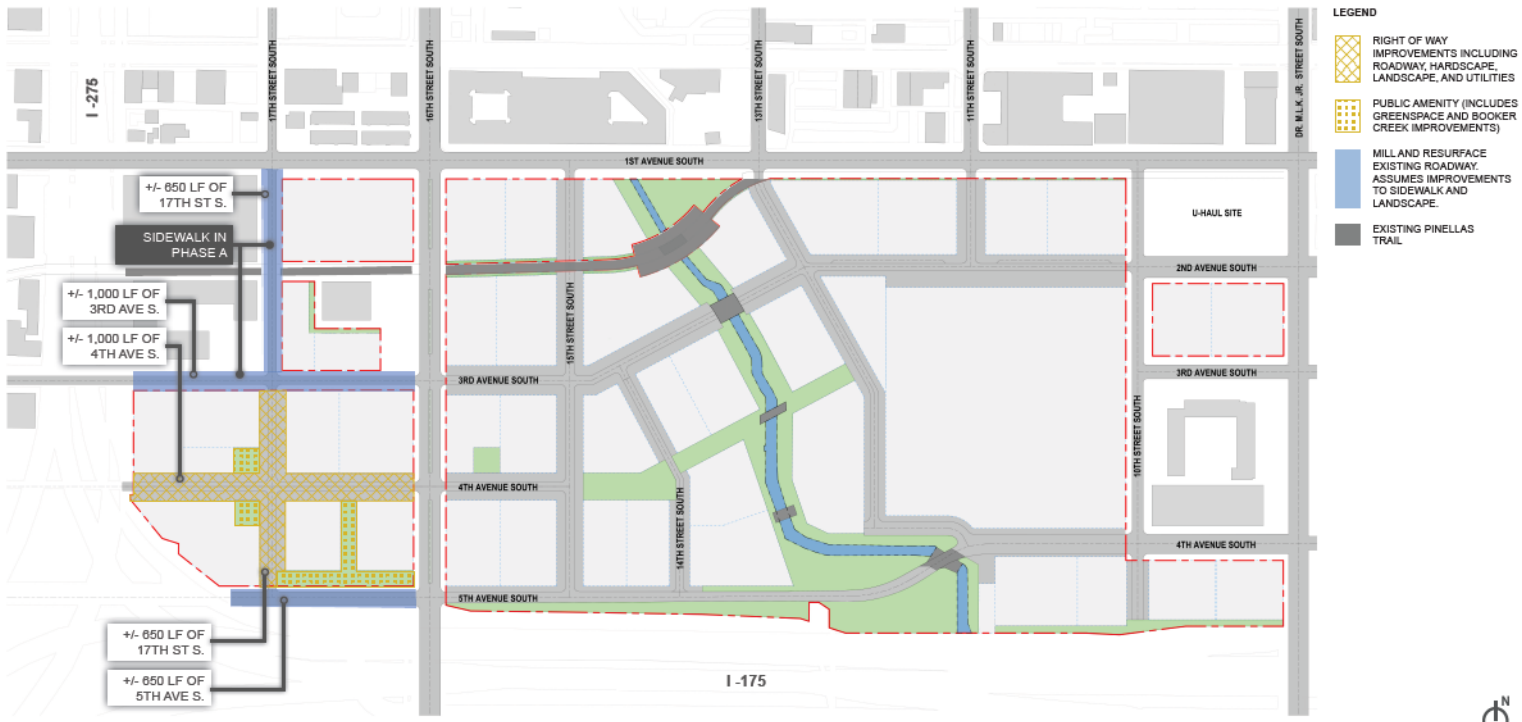 LEGEND
RIGHT OF WAY
IMPROVEMENTS INCLUDING
ROADWAY, HARDSCAPE,
LANDSCAPE, AND UTILITIES
PUBLIC AMENITY (INCLUDES
GREENSPACE AND BOOKER
CREEK IMPROVEMENTS)
MILL AND RESURFACE
EXISTING ROADWAY.
ASSUMES IMPROVEMENTS
TO SIDEWALK AND
LANDSCAPE.
EXISTING PINELLAS
TRAIL
I -275
17TH STREET SOUTH
16TH STREET SOUTH
13TH STREET SOUTH
11TH STREET SOUTH
DR. M.L.K. JR. STREET SOUTH
1ST AVENUE SOUTH
+/- 650 LF OF
17TH ST S.
SIDEWALK IN
PHASE A
+/- 1,000 LF OF
3RD AVE S.
+/- 1,000 LF OF
4TH AVE S.
U-HAUL SITE
2ND AVENUE SOUTH
15TH STREET SOUTH
3RD AVENUE SOUTH
3RD AVENUE SOUTH
10TH STREET SOUTH
4TH AVENUE SOUTH
14TH STREET SOUTH
4TH AVENUE SOUTH
5TH AVENUE SOUTH
+/- 650 LF OF
17TH ST S.
+/- 650 LF OF
5TH AVE S.
I -175
N